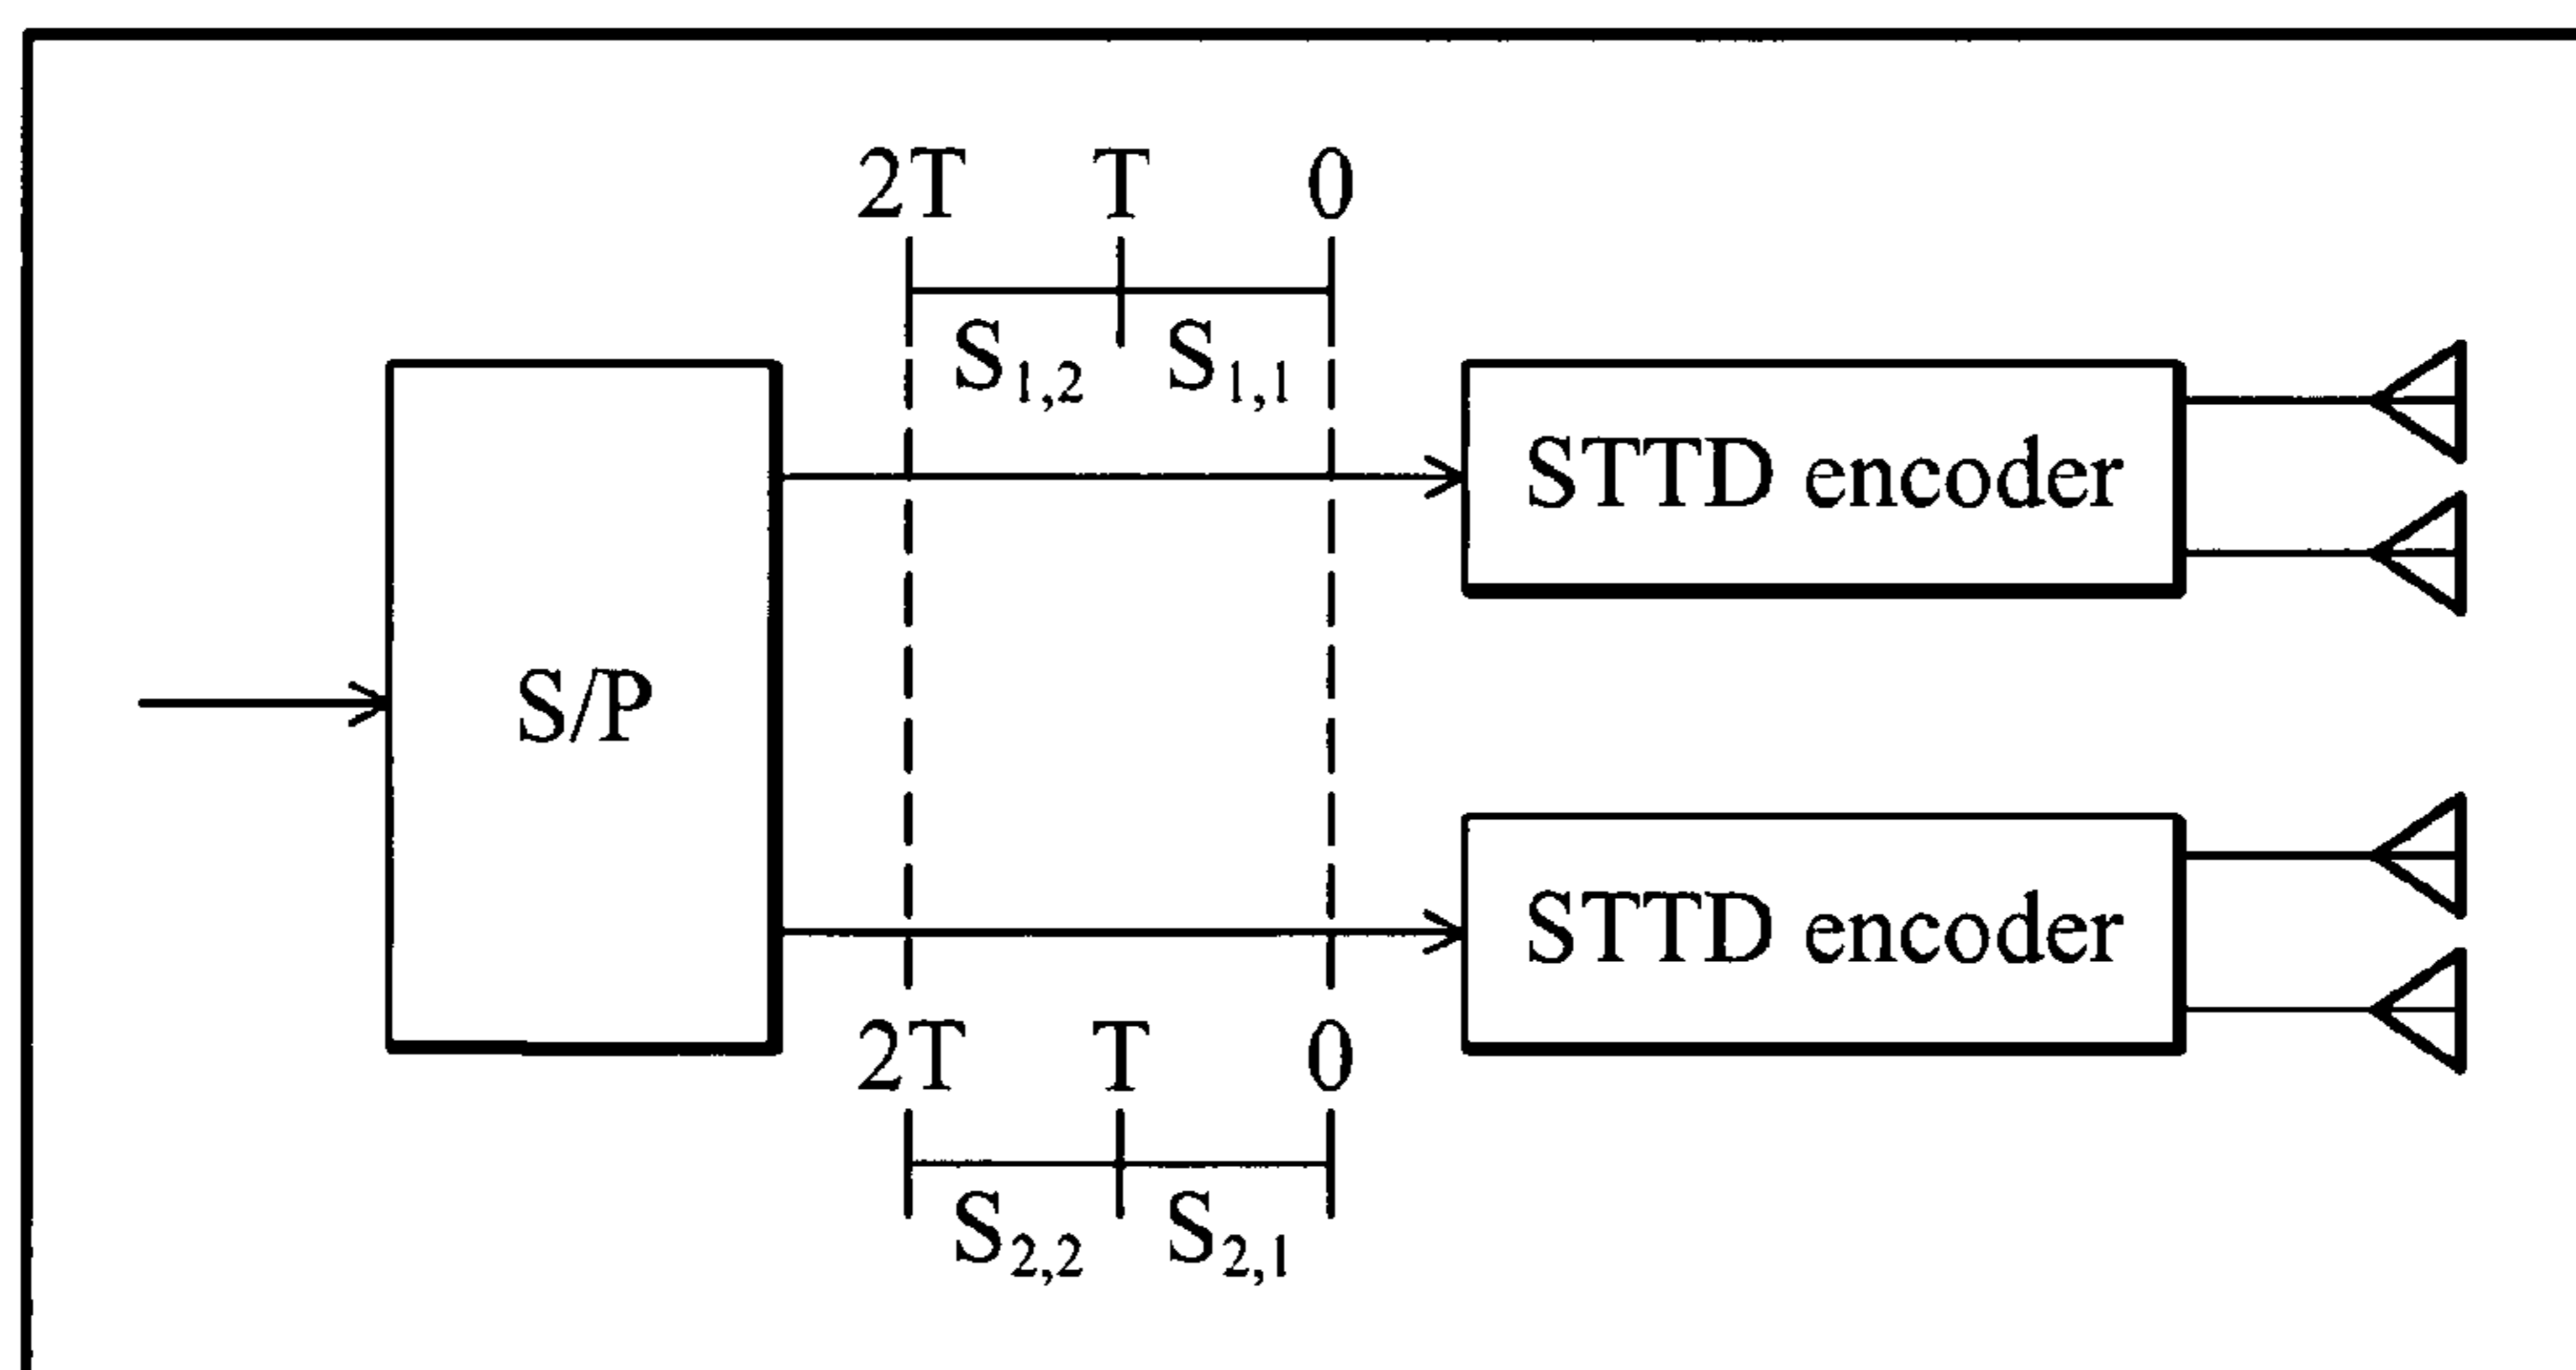 2T T 0
S1,2 S1,1
STTD encoder
S/P
STTD encoder
2T T 0
S2,2 S2,1